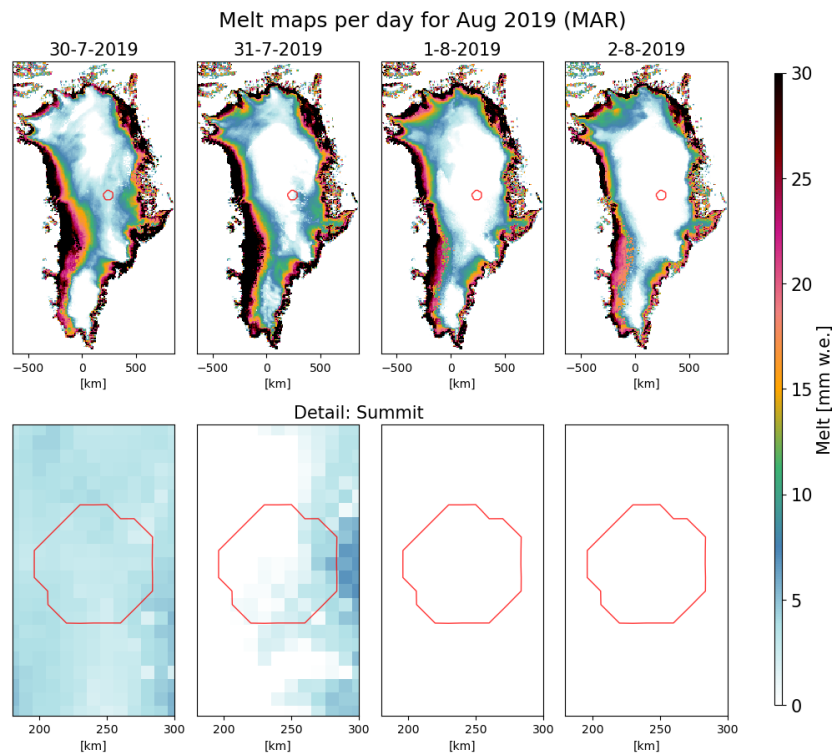 Melt maps per day for Aug 2019 (MAR)
30-7-2019 31-7-2019 1-8-2019 2-8-2019
−500 0 500 −500 0 500 −500 0 500 −500 0 500
[km] [km] [km] [km]
Detail: Summit
200 250 300 200 250 300 200 250 300 200 250 300
[km] [km] [km] [km]
30
25
20
15
10
5
0
Melt [mm w.e.]